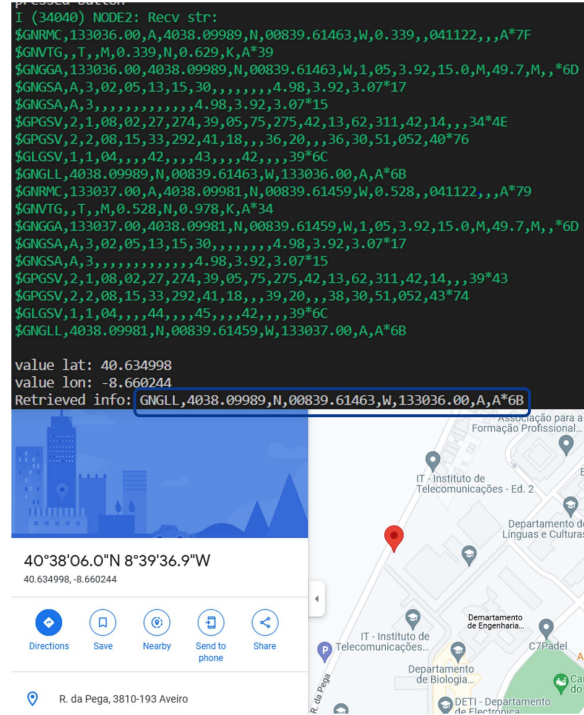 pressed button
I (34040) NODE2: Recv str:
$GNRMC,133036.00,A,4038.09989,N,00839.61463,W,0.339,,041122,,,A*7F
$GNVTG,,T,,M,0.339,N,0.629,K,A*39
$GNGGA,133036.00,4038.09989,N,00839.61463,W,1,05,3.92,15.0,M,49.7,M,,*6D
$GNGSA,A,3,02,05,13,15,30,,,,,,,,4.98,3.92,3.07*17
$GNGSA,A,3,,,,,,,,,,,,,4.98,3.92,3.07*15
$GPGSV,2,1,08,02,27,274,39,05,75,275,42,13,62,311,42,14,,,34*4E
$GPGSV,2,2,08,15,33,292,41,18,,,36,20,,,36,30,51,052,40*76
$GLGSV,1,1,04,,,,42,,,,43,,,,42,,,,39*6C
$GNGLL,4038.09989,N,00839.61463,W,133036.00,A,A*6B
$GNRMC,133037.00,A,4038.09981,N,00839.61459,W,0.528,,041122,,,A*79
$GNVTG,,T,,M,0.528,N,0.978,K,A*34
$GNGGA,133037.00,4038.09981,N,00839.61459,W,1,05,3.92,15.0,M,49.7,M,,*6D
$GNGSA,A,3,02,05,13,15,30,,,,,,,,4.98,3.92,3.07*17
$GNGSA,A,3,,,,,,,,,,,,,4.98,3.92,3.07*15
$GPGSV,2,1,08,02,27,274,39,05,75,275,42,13,62,311,42,14,,,39*43
$GPGSV,2,2,08,15,33,292,41,18,,,39,20,,,38,30,51,052,43*74
$GLGSV,1,1,04,,,,44,,,,45,,,,42,,,,39*6C
$GNGLL,4038.09981,N,00839.61459,W,133037.00,A,A*6B
value lat: 40.634998
value lon: -8.660244
Retrieved info: GNGLL,4038.09989,N,00839.61463,W,133036.00,A,A*6B
Associação para a
Formação Profissional...
IT - Instituto de
Telecomunicações - Ed. 2
Departamento de
Línguas e Culturas
40°38'06.0"N 8°39'36.9"W
40.634998, -8.660244
Directions
Save
Nearby
Send to
phone
Share
Demartamento
de Engenharia...
IT - Instituto de
Telecomunicações...
P
C7Padel
Departamento
de Biologia...
Ca
do
R. da Pega
DETI - Departamento
de Electrónica
R. da Pega, 3810-193 Aveiro